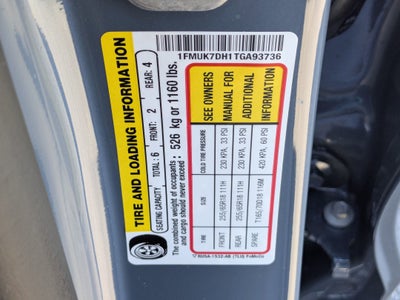 1FMUK7DH1TGA93736
TIRE AND LOADING INFORMATION
SEATING CAPACITY TOTAL: 6 FRONT: 2 REAR: 4
The combined weight of occupants : 526 kg or 1160 lbs.
and cargo should never exceed
TIRE SIZE COLD TIRE PRESSURE
FRONT 255/65R18 111H 230 KPA, 33 PSI
REAR 255/65R18 111H 230 KPA, 33 PSI
SPARE T165/70D18 116M 420 KPA, 60 PSI
SEE OWNERS
MANUAL FOR
ADDITIONAL
INFORMATION